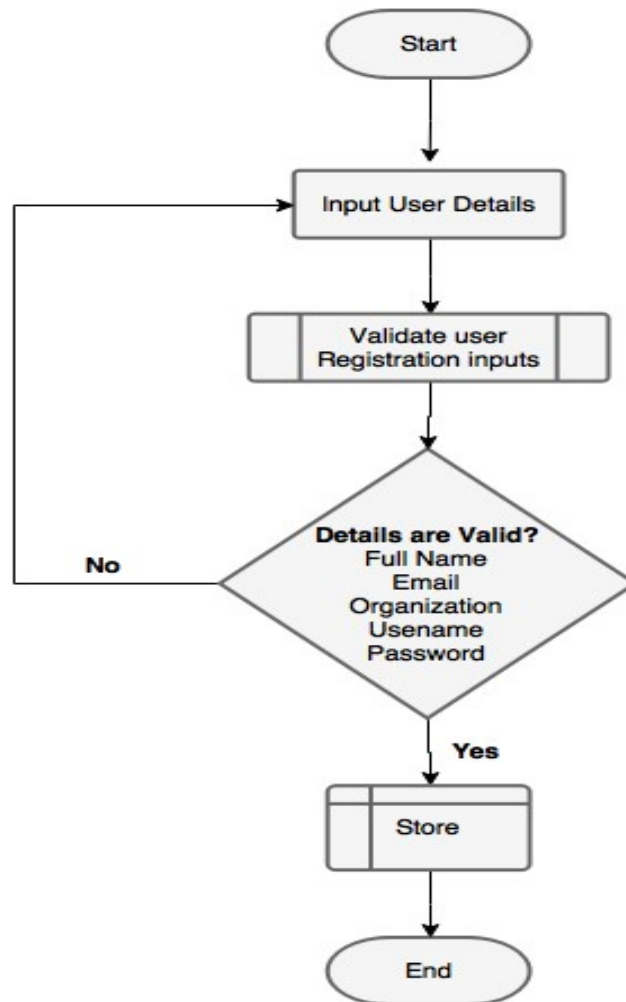 Start
Input User Details
Validate user
Registration inputs
Details are Valid?
Full Name
Email
Organization
Usename
Password
No
Yes
Store
End